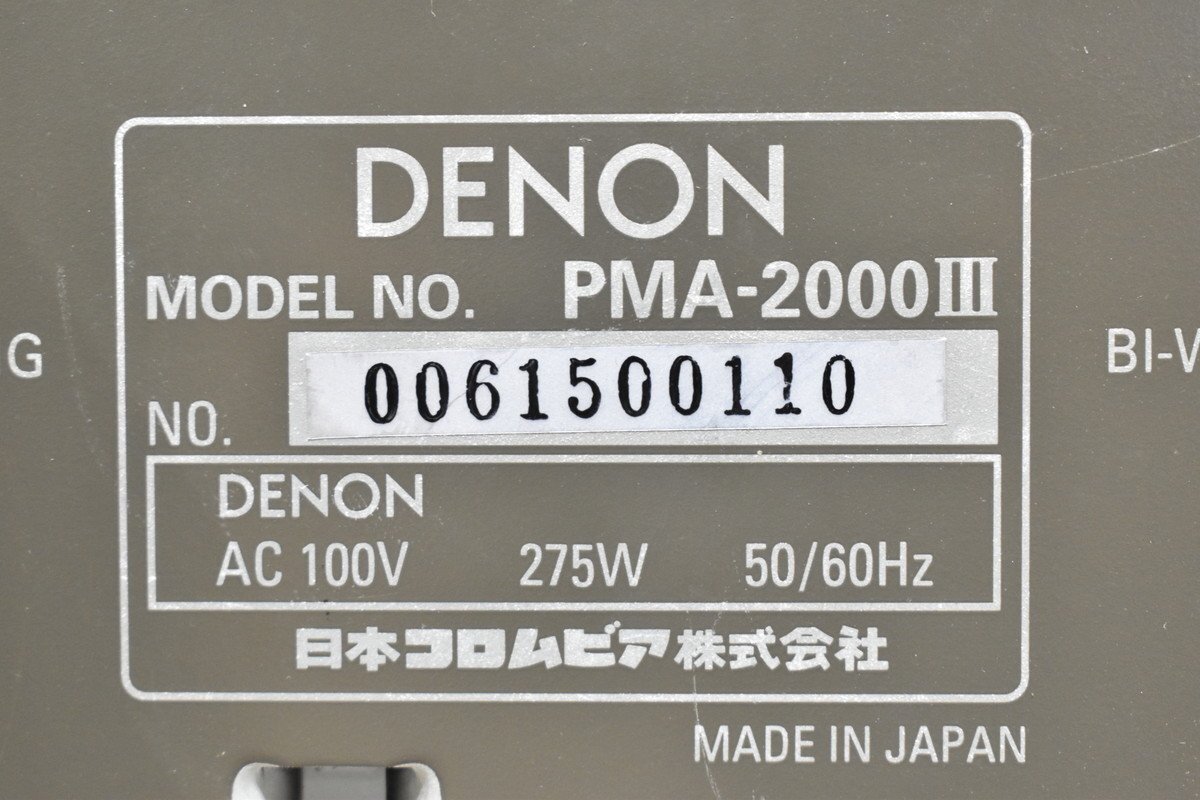 DENON
MODEL NO. PMA-2000III
NO. 0061500110
DENON
AC 100V 275W 50/60Hz
日本コロムビア株式会社
MADE IN JAPAN
G
BI-